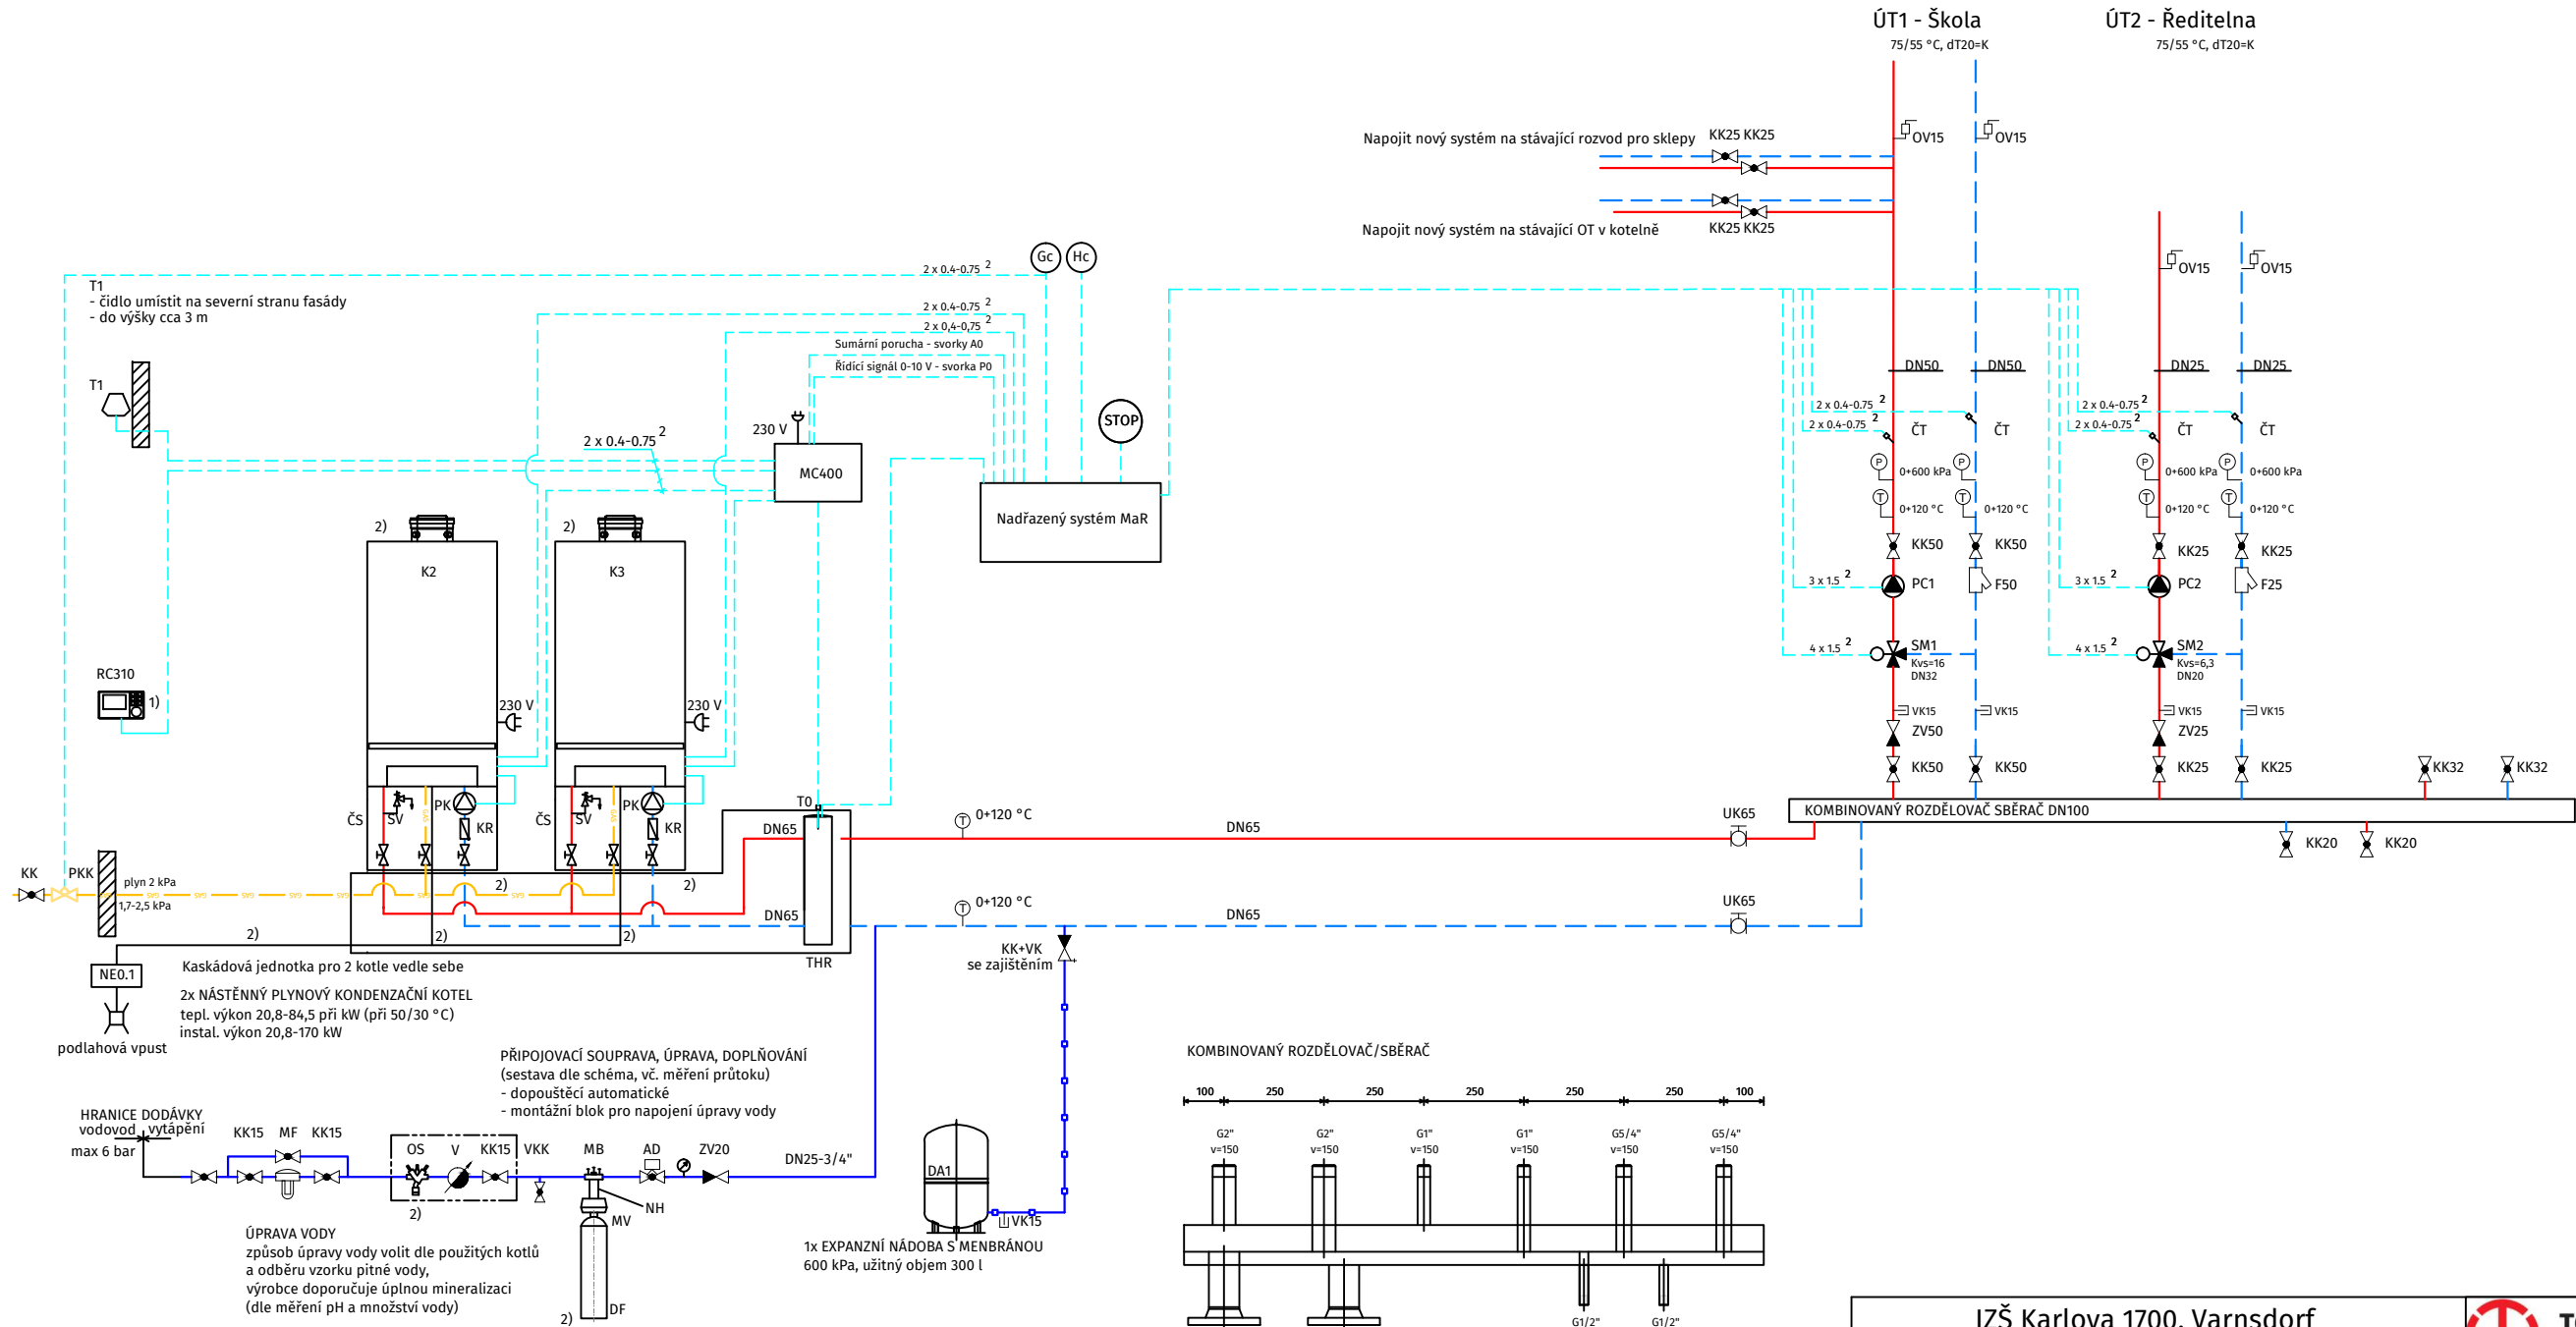 ÚT1 - Škola
75/55 °C, dT20=K
ÚT2 - Ředitelna
75/55 °C, dT20=K
OV15
OV15
Napojit nový systém na stávající rozvod pro sklepy
KK25 KK25
Napojit nový systém na stávající OT v kotelně
KK25 KK25
OV15
OV15
Gc
Hc
2 x 0.4-0.75 2
T1
- čidlo umístit na severní stranu fasády
- do výšky cca 3 m
2 x 0.4-0.75 2
2 x 0,4-0,75 2
Sumární porucha - svorky A0
Řídící signál 0-10 V - svorka P0
T1
230 V
STOP
2 x 0.4-0.75 2
MC400
Nadřazený systém MaR
DN50
DN50
DN25
DN25
2 x 0.4-0.75 2
2 x 0.4-0.75 2
2 x 0.4-0.75 2
2 x 0.4-0.75 2
ČT
ČT
ČT
P
0+600 kPa
P
P
0+600 kPa
P
0+600 kPa
T
0+120 °C
T
0+120 °C
T
0+120 °C
T
0+120 °C
KK50
KK50
KK25
KK25
3 x 1.5 2
PC1
F50
3 x 1.5 2
PC2
F25
4 x 1.5 2
SM1
Kvs=16
DN32
4 x 1.5 2
SM2
Kvs=6,3
DN20
VK15
VK15
VK15
VK15
ZV50
ZV25
KK50
KK50
KK25
KK25
KK32
KK32
KOMBINOVANÝ ROZDĚLOVAČ SBĚRAČ DN100
KK20
KK20
2)
K2
2)
K3
RC310
1)
230 V
230 V
ČS
SV
GAS
PK
KR
ČS
SV
GAS
PK
KR
T0
DN65
T
0+120 °C
DN65
UK65
KK
PKK
plyn 2 kPa
1,7-2,5 kPa
GAS
GAS
GAS
GAS
GAS
GAS
GAS
GAS
2)
2)
DN65
T
0+120 °C
DN65
UK65
2)
2)
2)
THR
KK+VK
se zajištěním
NE0.1
podlahová vpust
Kaskádová jednotka pro 2 kotle vedle sebe
2x NÁSTĚNNÝ PLYNOVÝ KONDENZAČNÍ KOTEL
tepl. výkon 20,8-84,5 při kW (při 50/30 °C)
instal. výkon 20,8-170 kW
PŘIPOJOVACÍ SOUPRAVA, ÚPRAVA, DOPLŇOVÁNÍ
(sestava dle schéma, vč. měření průtoku)
- dopouštěcí automatické
- montážní blok pro napojení úpravy vody
HRANICE DODÁVKY
vodovod
vytápění
max 6 bar
KK15
MF
KK15
OS
V
KK15
VKK
MB
AD
ZV20
DN25-3/4"
2)
NH
MV
DF
2)
ÚPRAVA VODY
způsob úpravy vody volit dle použitých kotlů
a odběru vzorku pitné vody,
výrobce doporučuje úplnou mineralizaci
(dle měření pH a množství vody)
DA1
VK15
1x EXPANZNÍ NÁDOBA S MENBRÁNOU
600 kPa, užitný objem 300 l
KOMBINOVANÝ ROZDĚLOVAČ/SBĚRAČ
100
250
250
250
250
250
100
G2"
v=150
G2"
v=150
G1"
v=150
G1"
v=150
G5/4"
v=150
G5/4"
v=150
G1/2"
G1/2"
IZŠ Karlova 1700, Varnsdorf